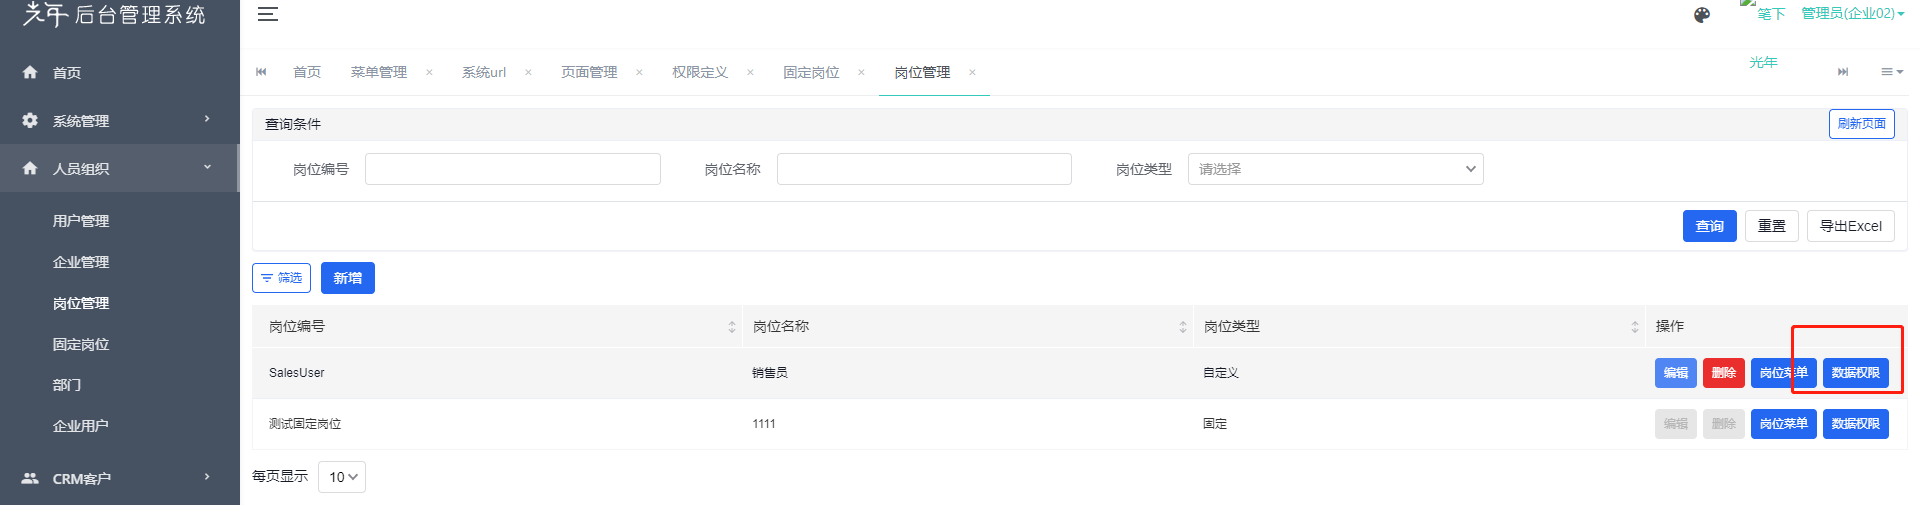 光年 后台管理系统
笔下光年
管理员(企业02)
首页
系统管理
人员组织
用户管理
企业管理
岗位管理
固定岗位
部门
企业用户
CRM客户
首页 菜单管理 × 系统url × 页面管理 × 权限定义 × 固定岗位 × 岗位管理 ×
查询条件 刷新页面
岗位编号 岗位名称 岗位类型 请选择
查询 重置 导出Excel
筛选 新增
岗位编号 岗位名称 岗位类型 操作
SalesUser 销售员 自定义 编辑 删除 岗位菜单 数据权限
测试固定岗位 1111 固定 编辑 删除 岗位菜单 数据权限
每页显示 10